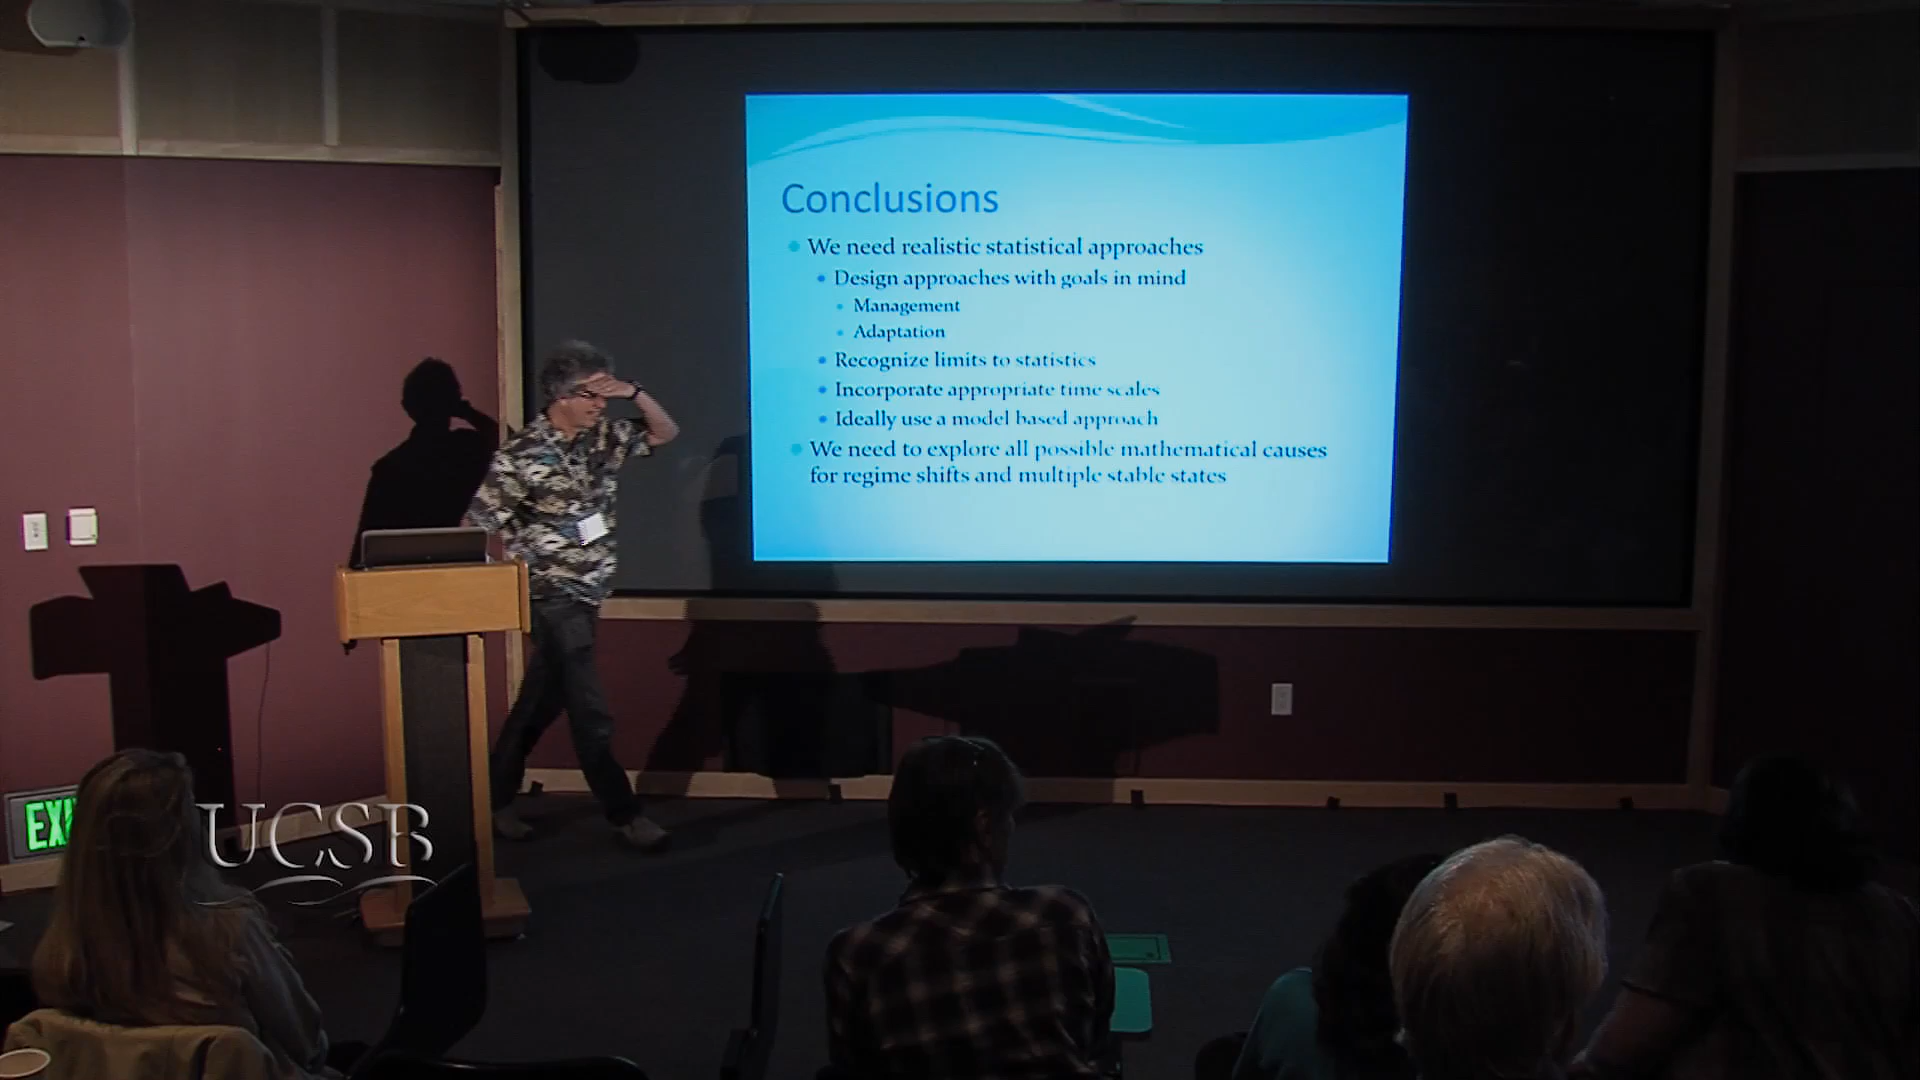 Conclusions
We need realistic statistical approaches
Design approaches with goals in mind
Management
Adaptation
Recognize limits to statistics
Incorporate appropriate time scales
Ideally use a model based approach
We need to explore all possible mathematical causes
for regime shifts and multiple stable states
UCSB